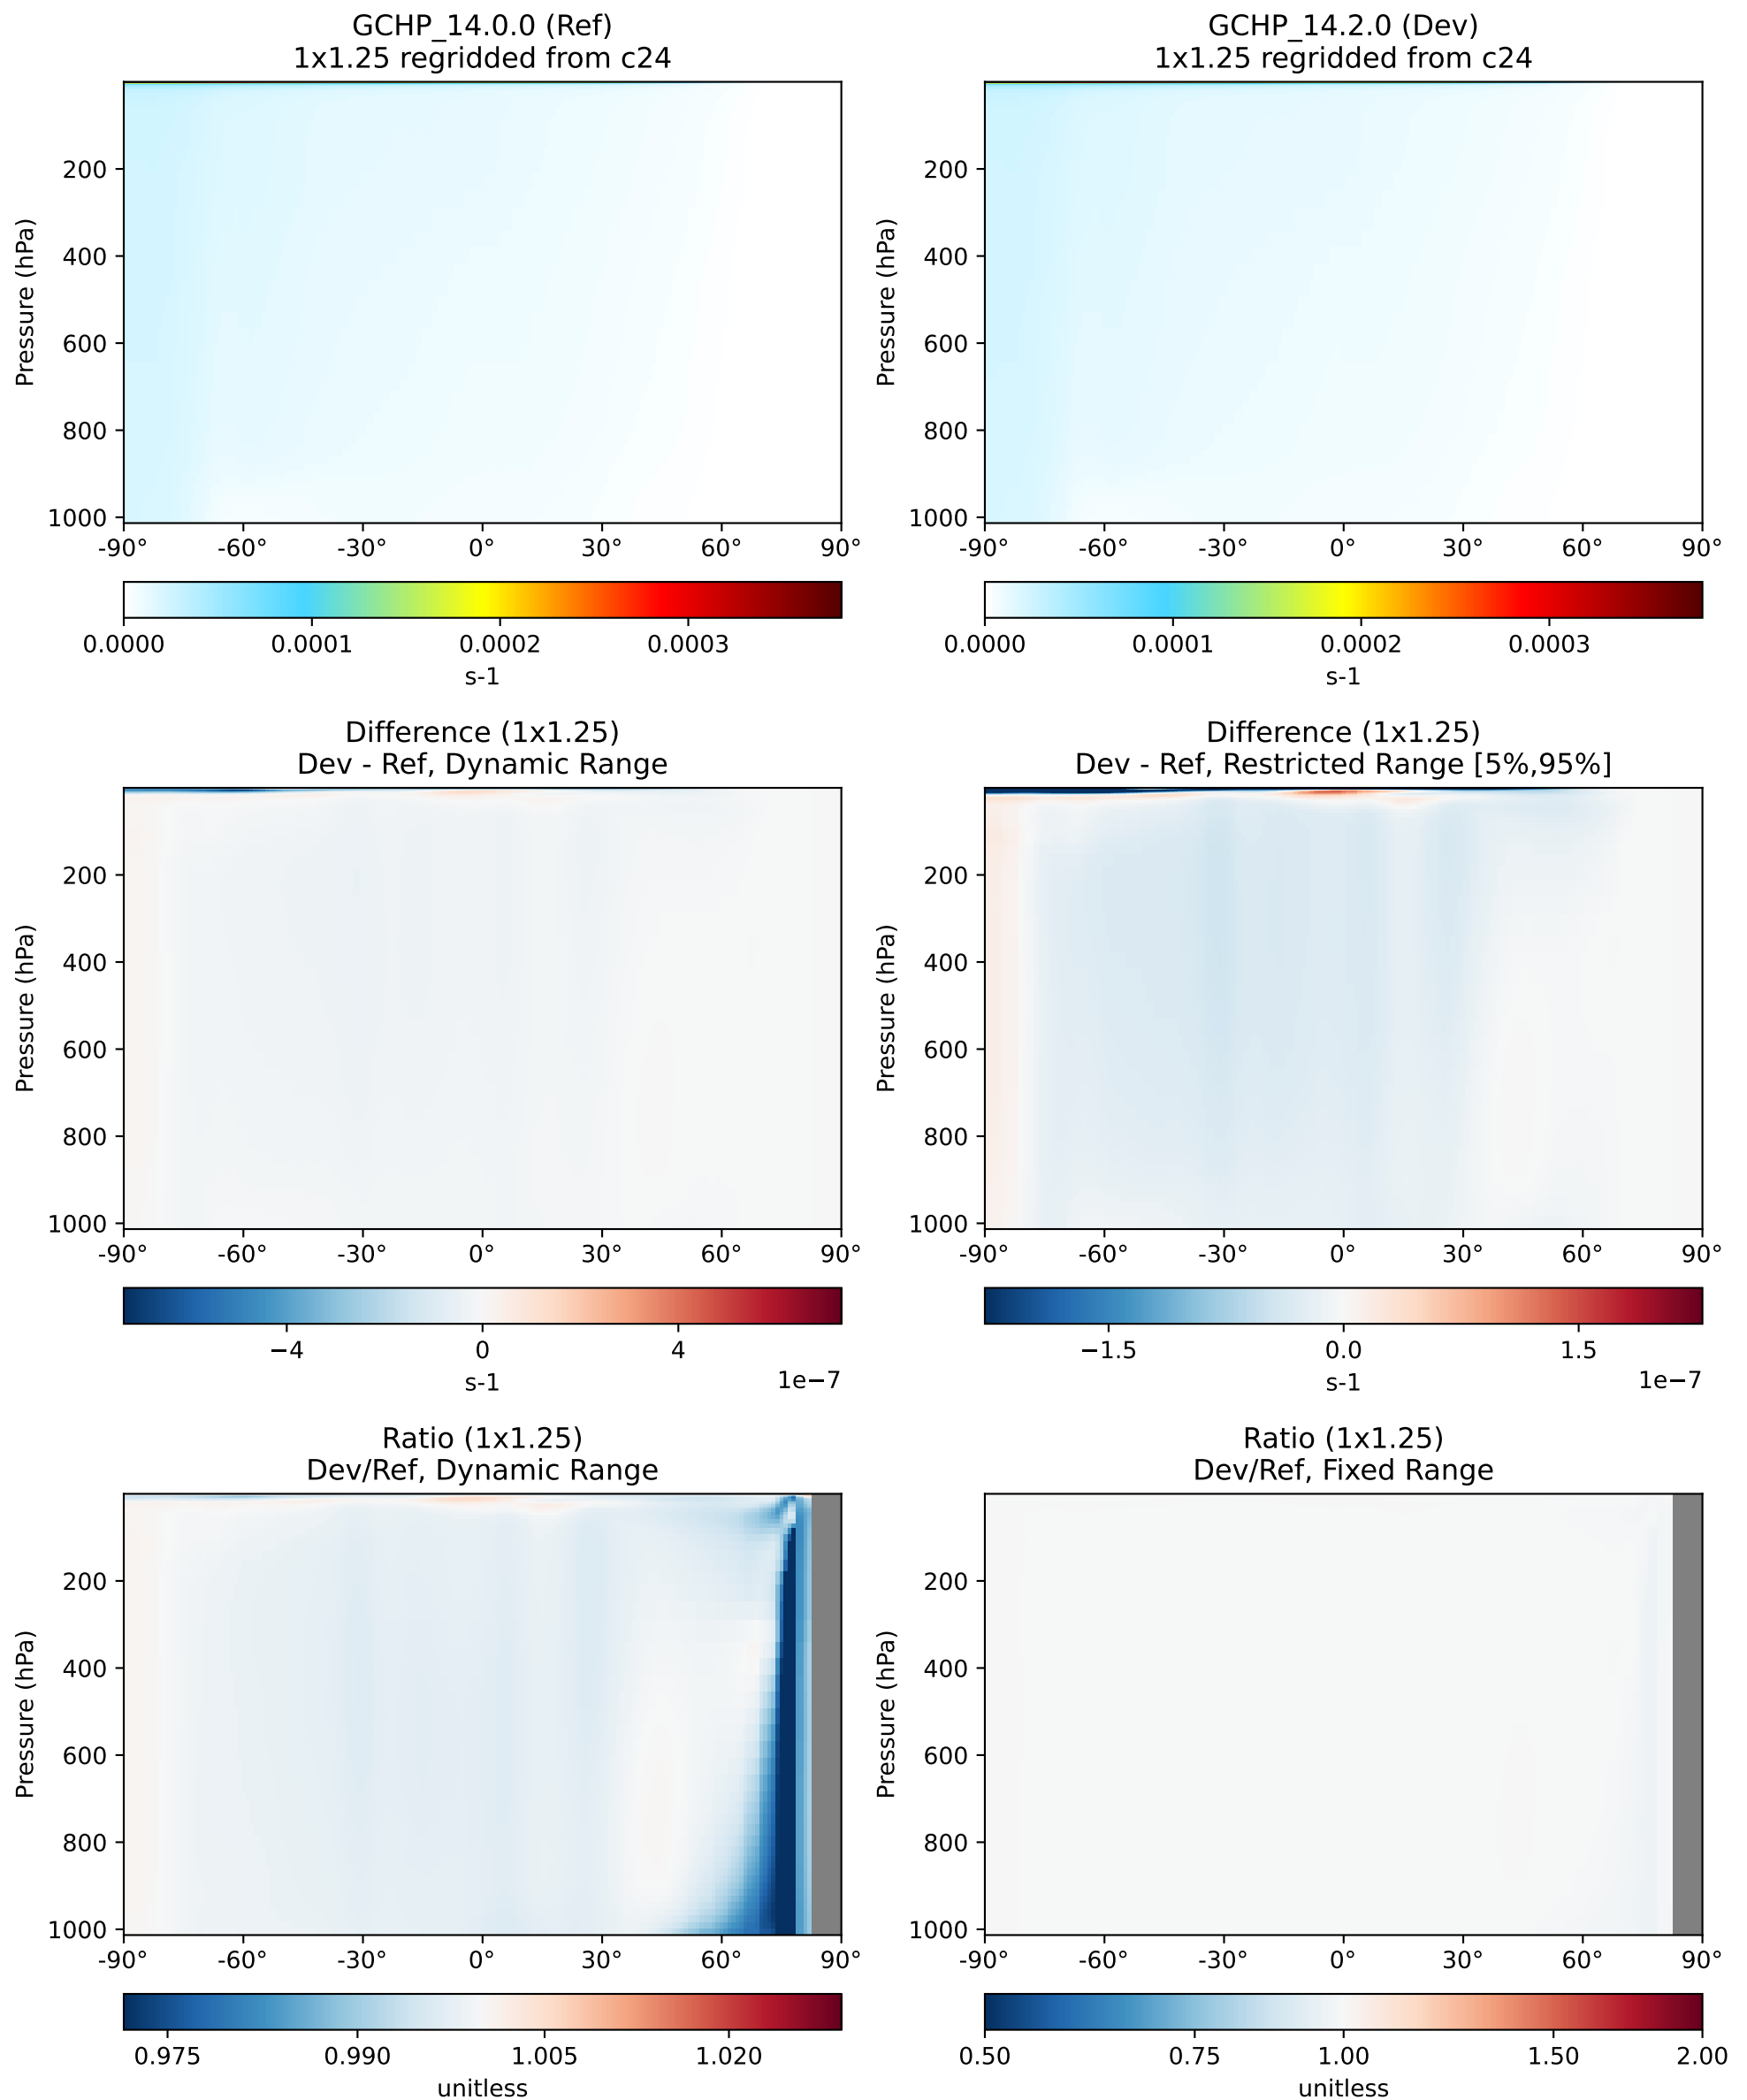 GCHP_14.0.0 (Ref)
1x1.25 regridded from c24
GCHP_14.2.0 (Dev)
1x1.25 regridded from c24
Pressure (hPa)
200
400
600
800
1000
-90° -60° -30° 0° 30° 60° 90°
0.0000 0.0001 0.0002 0.0003
s-1
Pressure (hPa)
200
400
600
800
1000
-90° -60° -30° 0° 30° 60° 90°
0.0000 0.0001 0.0002 0.0003
s-1
Difference (1x1.25)
Dev - Ref, Dynamic Range
Difference (1x1.25)
Dev - Ref, Restricted Range [5%,95%]
Pressure (hPa)
200
400
600
800
1000
-90° -60° -30° 0° 30° 60° 90°
−4 0 4
1e−7
s-1
Pressure (hPa)
200
400
600
800
1000
-90° -60° -30° 0° 30° 60° 90°
−1.5 0.0 1.5
1e−7
s-1
Ratio (1x1.25)
Dev/Ref, Dynamic Range
Ratio (1x1.25)
Dev/Ref, Fixed Range
Pressure (hPa)
200
400
600
800
1000
-90° -60° -30° 0° 30° 60° 90°
0.975 0.990 1.005 1.020
unitless
Pressure (hPa)
200
400
600
800
1000
-90° -60° -30° 0° 30° 60° 90°
0.50 0.75 1.00 1.50 2.00
unitless